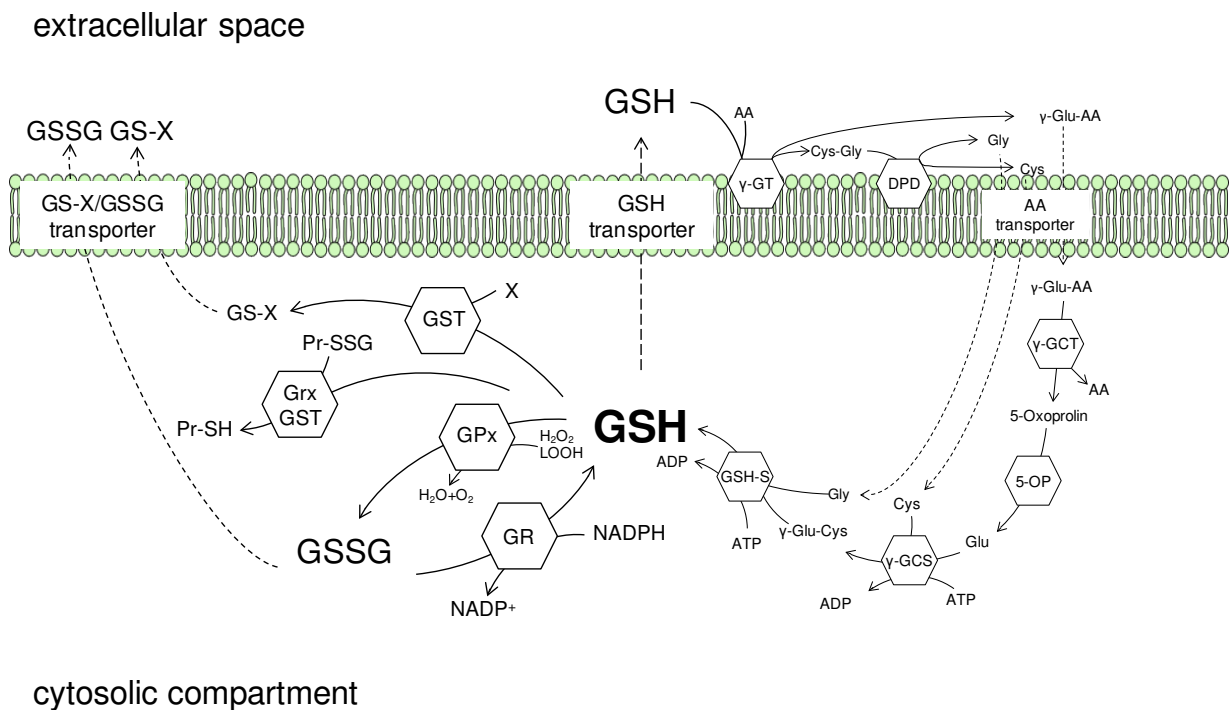 extracellular space
GSH
AA
γ-Glu-AA
GSSG GS-X
Gly
Cys-Gly
Cys
γ-GT
DPD
GS-X/GSSG
transporter
GSH
transporter
AA
transporter
γ-Glu-AA
X
GS-X
GST
Pr-SSG
γ-GCT
AA
Grx
GST
5-Oxoprolin
Pr-SH
GSH
GPx
H2O2
LOOH
ADP
GSH-S
5-OP
H2O+O2
Gly
Cys
γ-Glu-Cys
NADPH
GR
ATP
Glu
GSSG
γ-GCS
NADP+
ADP
ATP
cytosolic compartment